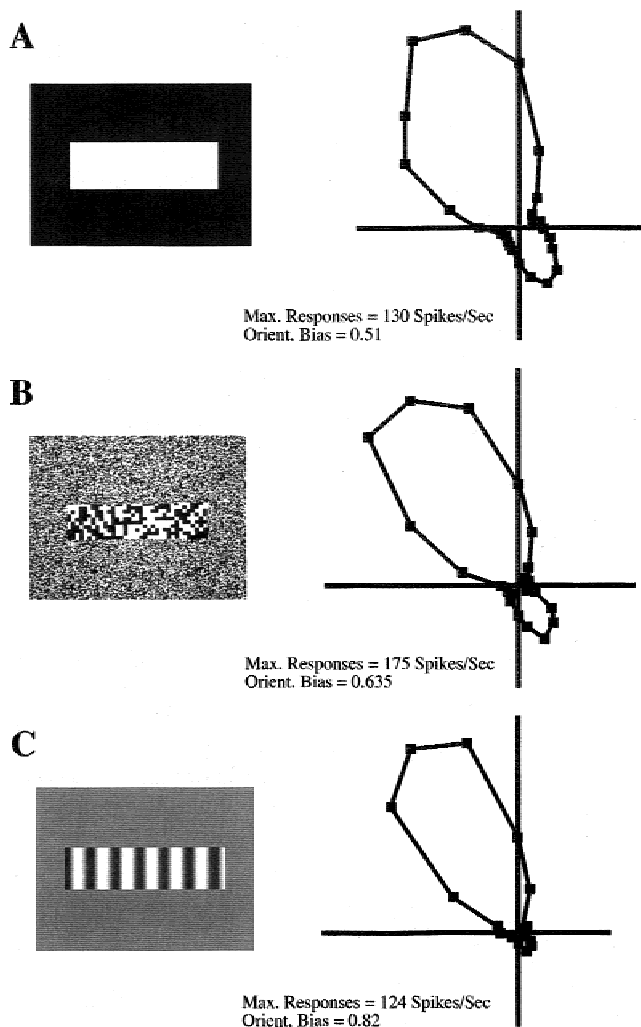 A
Max. Responses = 130 Spikes/Sec
Orient. Bias = 0.51
B
Max. Responses = 175 Spikes/Sec
Orient. Bias = 0.635
C
Max. Responses = 124 Spikes/Sec
Orient. Bias = 0.82